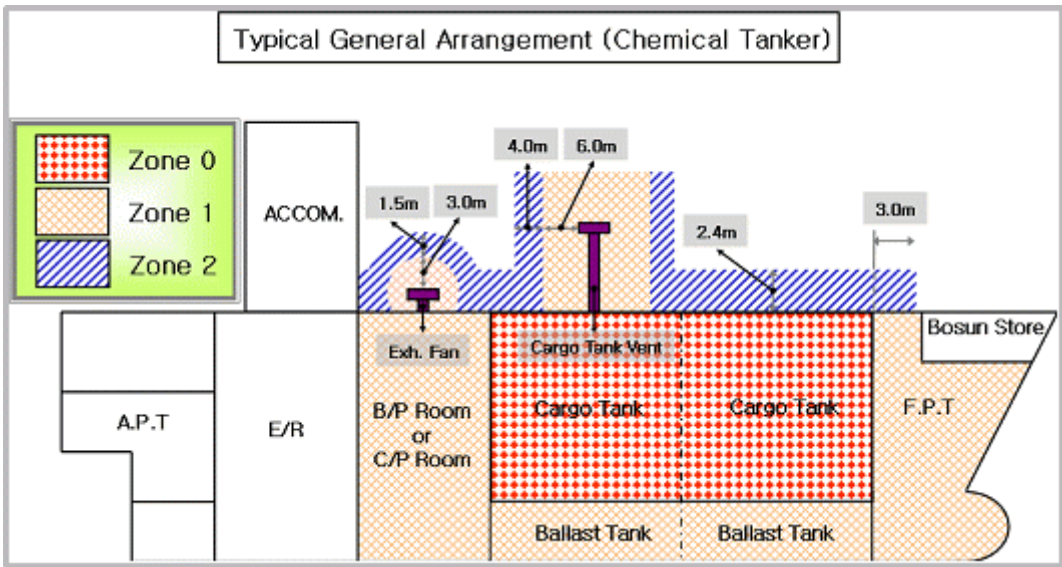 Typical General Arrangement (Chemical Tanker)
Zone 0
Zone 1
Zone 2
ACCOM.
1.5m
3.0m
4.0m
6.0m
2.4m
3.0m
Exh. Fan
Cargo Tank Vent
Bosun Store
A.P.T
E/R
B/P Room
or
C/P Room
Cargo Tank
Cargo Tank
F.P.T
Ballast Tank
Ballast Tank